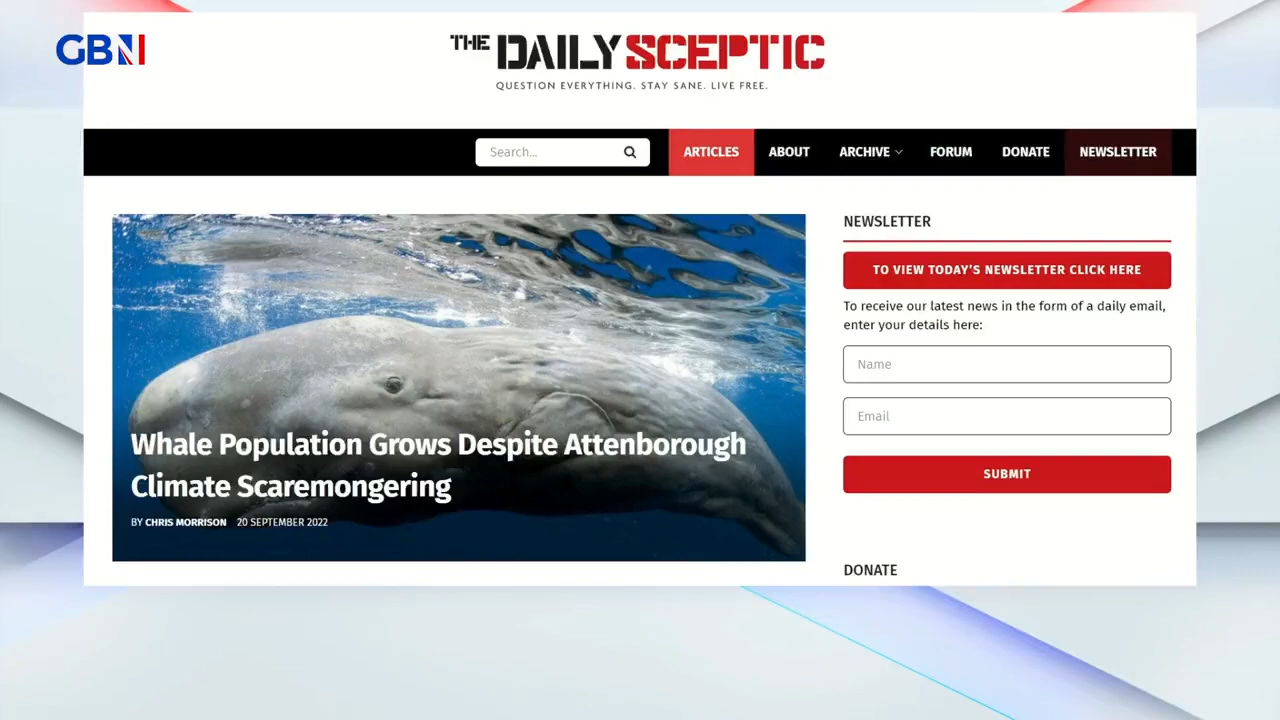 GBN
THE DAILY SCEPTIC
QUESTION EVERYTHING. STAY SANE. LIVE FREE.
Search...
ARTICLES
ABOUT
ARCHIVE
FORUM
DONATE
NEWSLETTER
Whale Population Grows Despite Attenborough
Climate Scaremongering
BY CHRIS MORRISON 20 SEPTEMBER 2022
NEWSLETTER
TO VIEW TODAY'S NEWSLETTER CLICK HERE
To receive our latest news in the form of a daily email,
enter your details here:
Name
Email
SUBMIT
DONATE